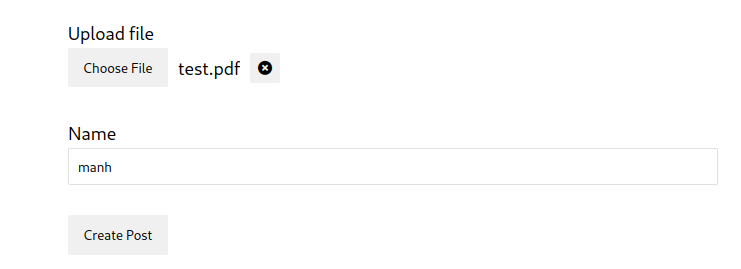 Upload file
Choose File test.pdf
Name
manh
Create Post